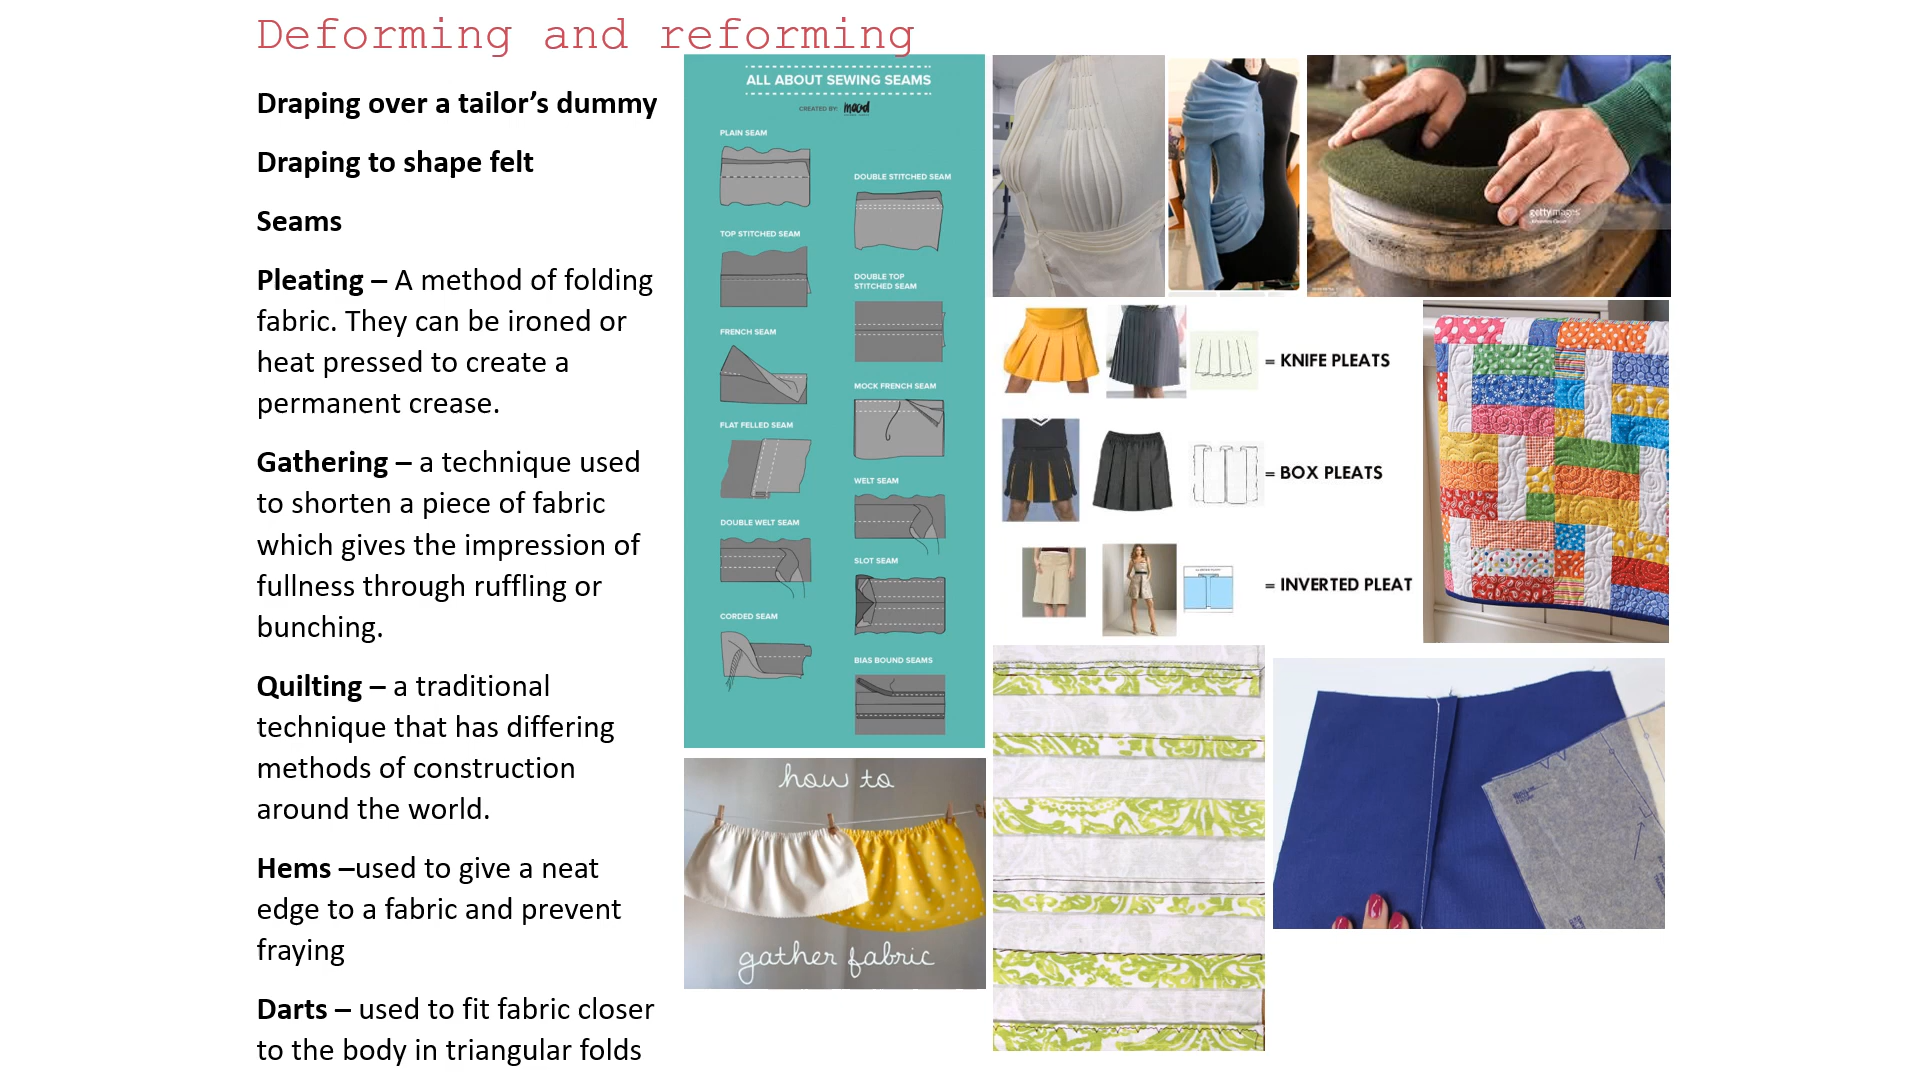 Deforming and reforming
Draping over a tailor’s dummy
Draping to shape felt
Seams
Pleating – A method of folding
fabric. They can be ironed or
heat pressed to create a
permanent crease.
Gathering – a technique used
to shorten a piece of fabric
which gives the impression of
fullness through ruffling or
bunching.
Quilting – a traditional
technique that has differing
methods of construction
around the world.
Hems –used to give a neat
edge to a fabric and prevent
fraying
Darts – used to fit fabric closer
to the body in triangular folds
ALL ABOUT SEWING SEAMS
CREATED BY: mood
PLAIN SEAM
DOUBLE STITCHED SEAM
TOP STITCHED SEAM
DOUBLE TOP
STITCHED SEAM
FRENCH SEAM
MOCK FRENCH SEAM
FLAT FELLED SEAM
WELT SEAM
DOUBLE WELT SEAM
SLOT SEAM
CORDED SEAM
BIAS BOUND SEAMS
how to
gather fabric
gettyimages
= KNIFE PLEATS
= BOX PLEATS
= INVERTED PLEAT